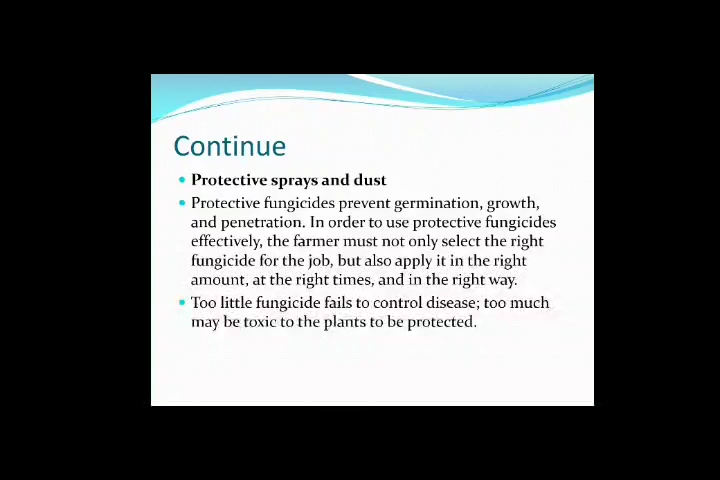 Continue
Protective sprays and dust
Protective fungicides prevent germination, growth,
and penetration. In order to use protective fungicides
effectively, the farmer must not only select the right
fungicide for the job, but also apply it in the right
amount, at the right times, and in the right way.
Too little fungicide fails to control disease; too much
may be toxic to the plants to be protected.